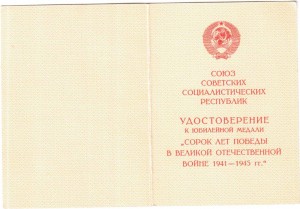 СОЮЗ
СОВЕТСКИХ
СОЦИАЛИСТИЧЕСКИХ
РЕСПУБЛИК
УДОСТОВЕРЕНИЕ
К ЮБИЛЕЙНОЙ МЕДАЛИ
„СОРОК ЛЕТ ПОБЕДЫ
В ВЕЛИКОЙ ОТЕЧЕСТВЕННОЙ
ВОЙНЕ 1941—1945 гг.“